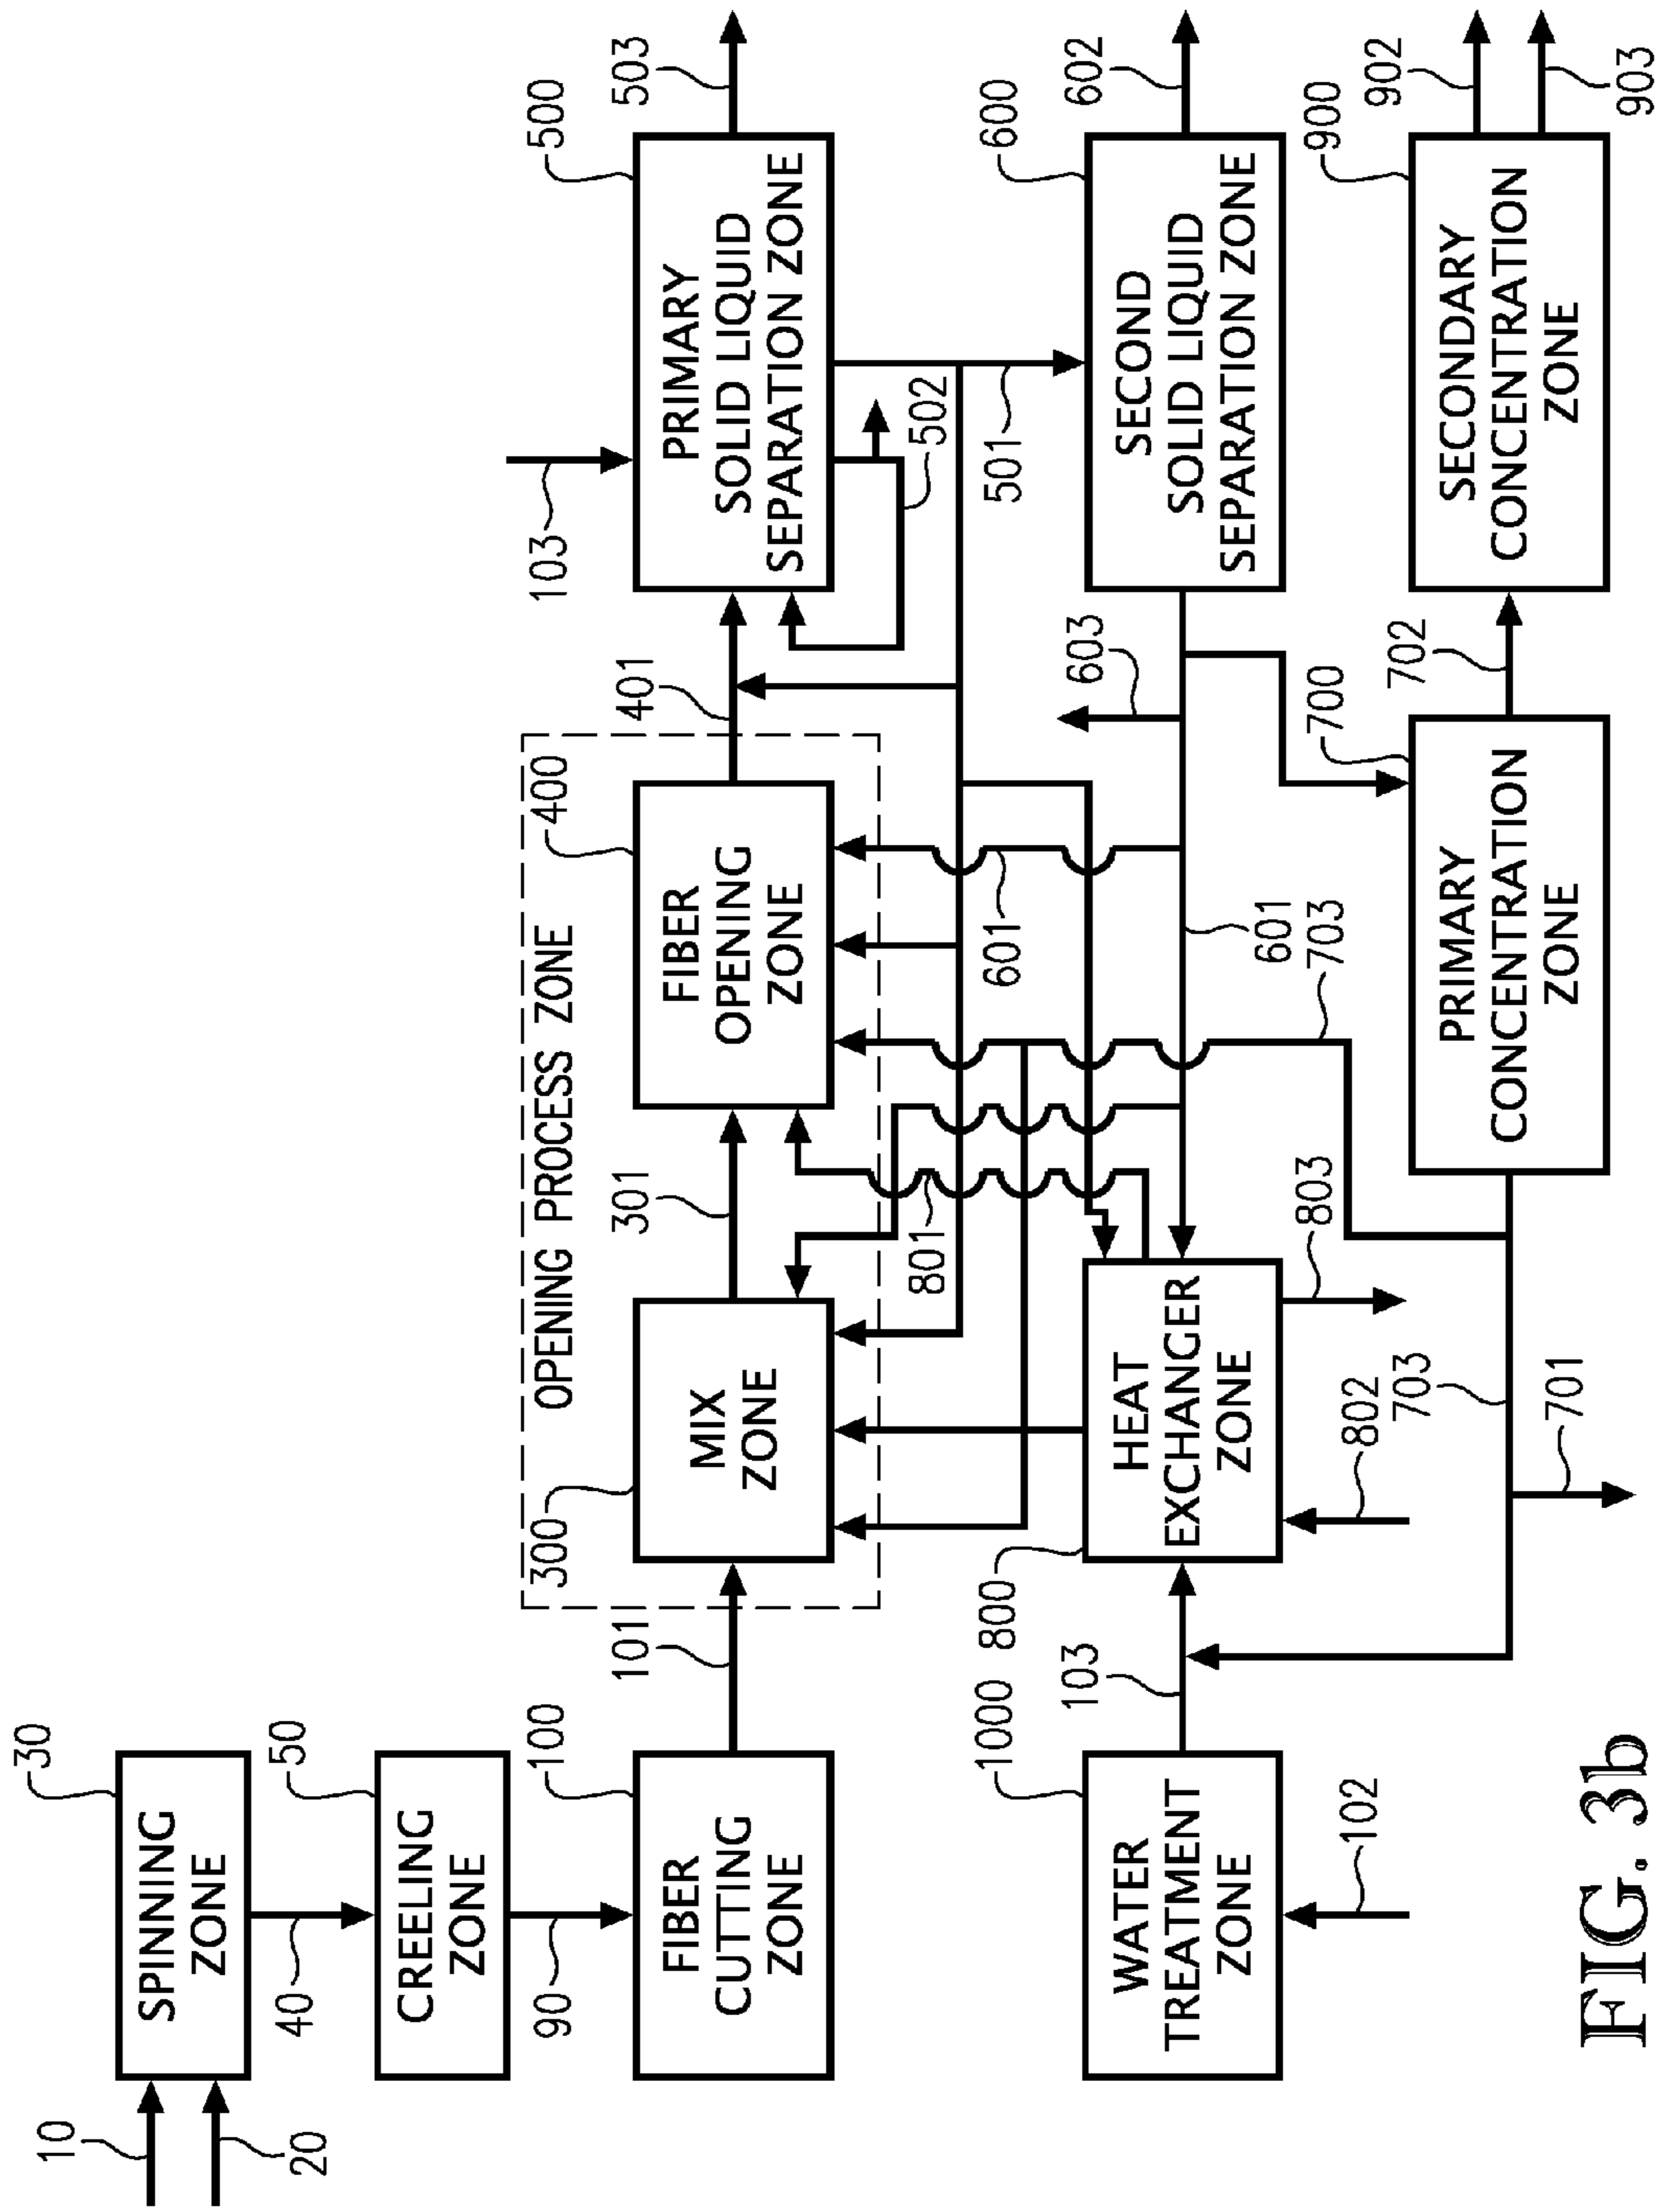 10
20
30
SPINNING
ZONE
40
50
CREELING
ZONE
90
100
FIBER
CUTTING
ZONE
101
OPENING PROCESS ZONE
300
MIX
ZONE
301
400
FIBER
OPENING
ZONE
401
103
500
PRIMARY
SOLID LIQUID
SEPARATION ZONE
503
502
501
801
601
603
600
SECOND
SOLID LIQUID
SEPARATION ZONE
602
1000
WATER
TREATMENT
ZONE
102
103
800
HEAT
EXCHANGER
ZONE
802
803
601
703
703
701
700
PRIMARY
CONCENTRATION
ZONE
702
900
SECONDARY
CONCENTRATION
ZONE
902
903
FIG. 3b